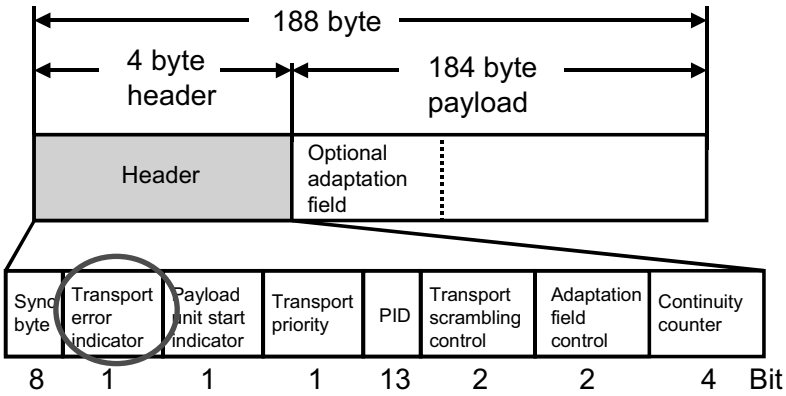 188 byte
4 byte
header
184 byte
payload
Header
Optional
adaptation
field
Sync
byte
Transport
error
indicator
Payload
unit start
indicator
Transport
priority
PID
Transport
scrambling
control
Adaptation
field
control
Continuity
counter
8 1 1 1 13 2 2 4 Bit